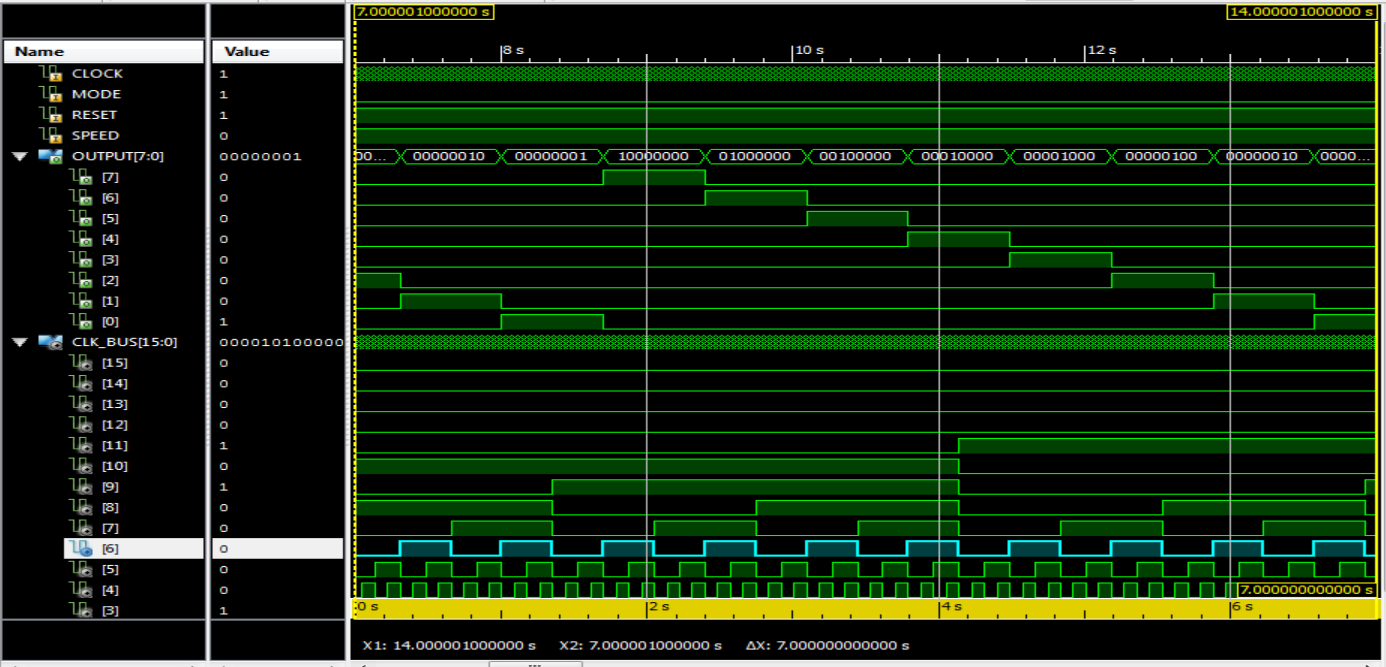 7.000001000000 s 14.000001000000 s
Name Value 8 s 10 s 12 s
CLOCK 1
MODE 1
RESET 1
SPEED 0
OUTPUT[7:0] 00000001 00... 00000010 00000001 10000000 01000000 00100000 00010000 00001000 00000100 00000010 0000...
[7] 0
[6] 0
[5] 0
[4] 0
[3] 0
[2] 0
[1] 0
[0] 1
CLK_BUS[15:0] 000010100000
[15] 0
[14] 0
[13] 0
[12] 0
[11] 1
[10] 0
[9] 1
[8] 0
[7] 0
[6] 0
[5] 0
[4] 0 7.000000000000 s
[3] 1 0 s 2 s 4 s 6 s
X1: 14.000001000000 s X2: 7.000001000000 s ΔX: 7.000000000000 s